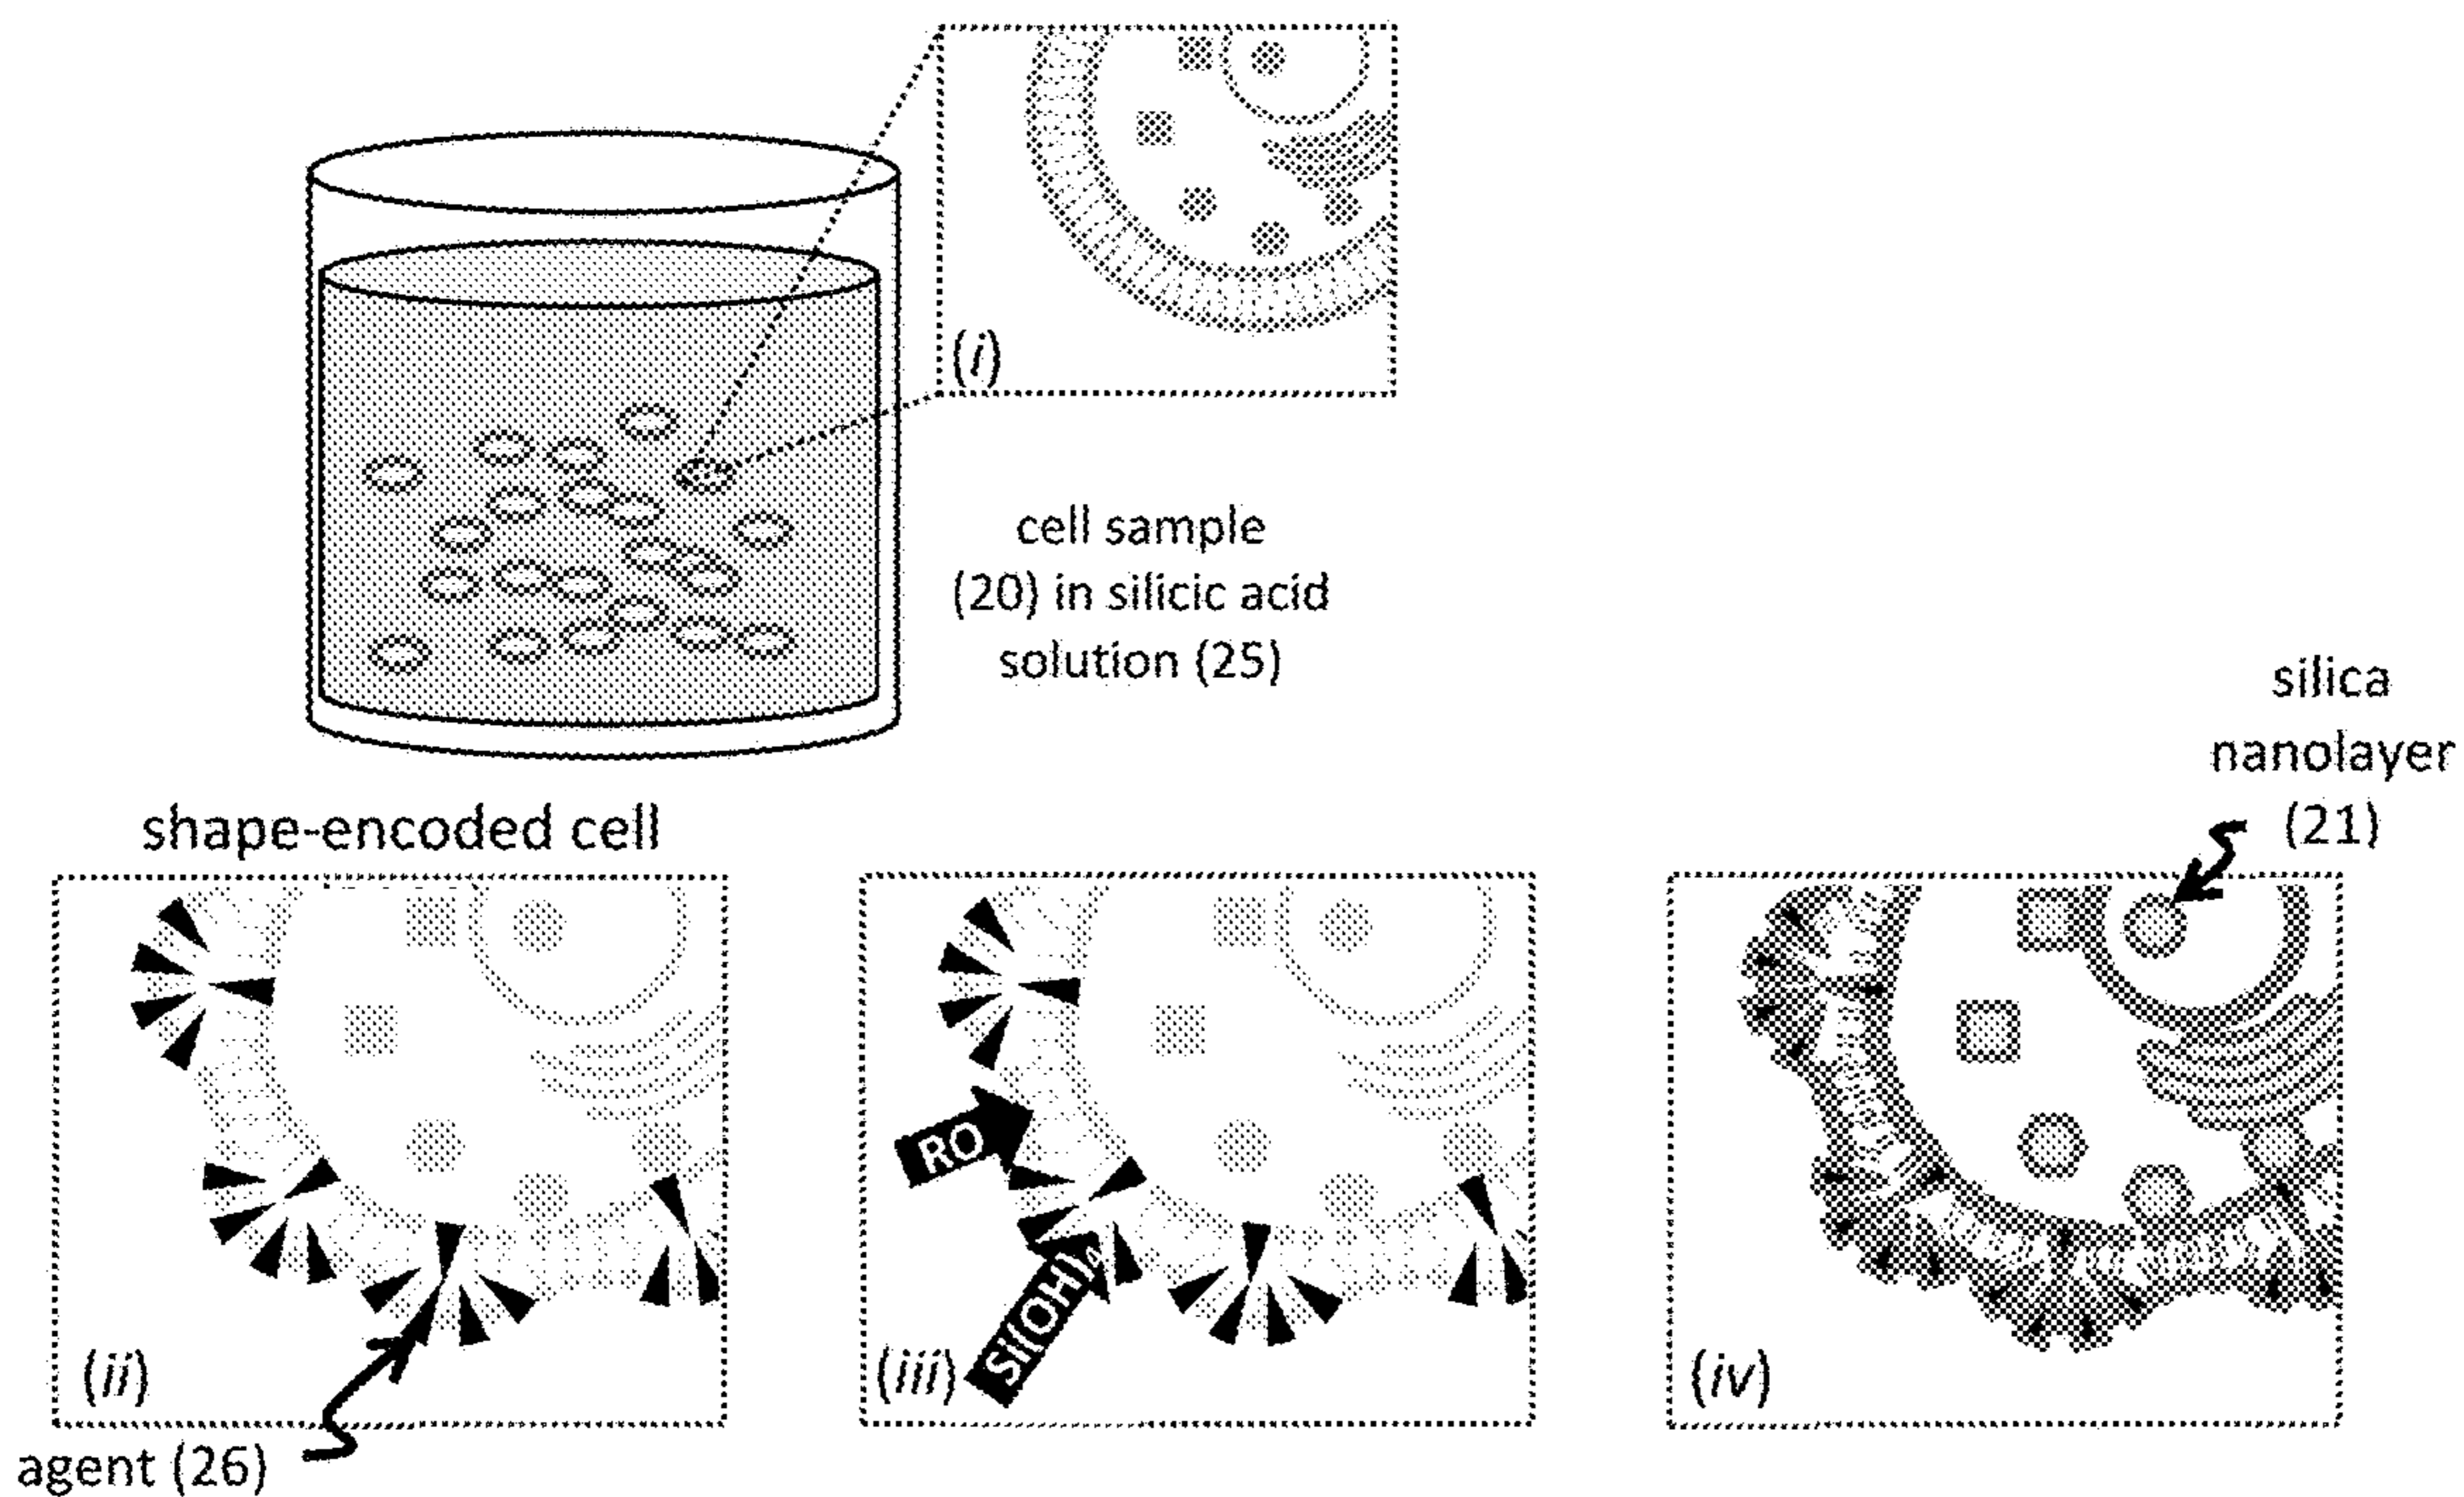 (i)
cell sample
(20) in silicic acid
solution (25)
silica
nanolayer
(21)
shape-encoded cell
RO
Si(OH)4
(ii)
(iii)
(iv)
agent (26)